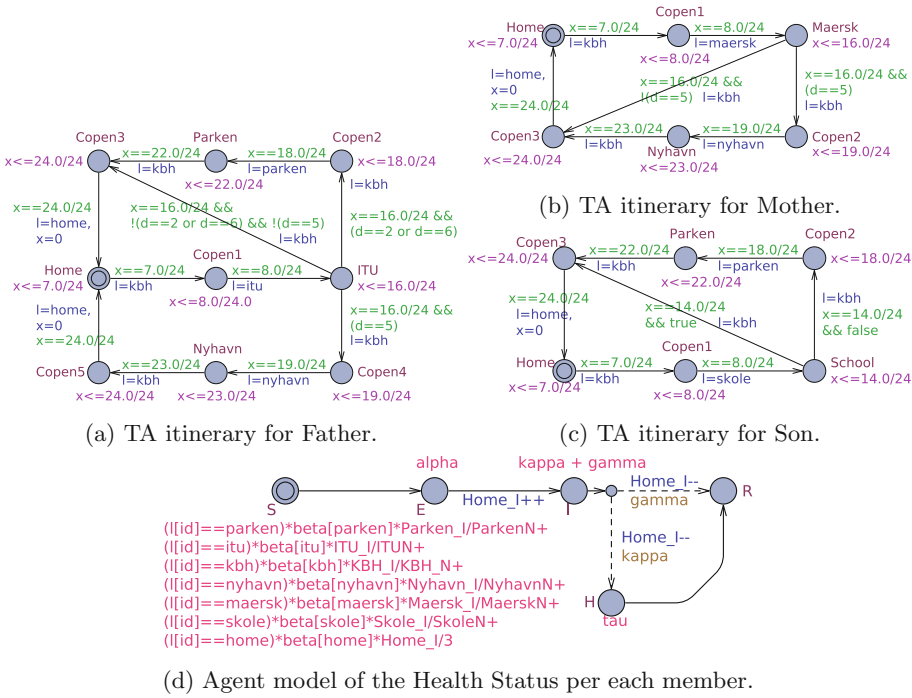 Copen3
Parken
Copen2
x==22.0/24
x==18.0/24
x<=24.0/24
l=kbh
l=parken
x<=18.0/24
x<=22.0/24
l=kbh
x==24.0/24
l=home,
x=0
x==16.0/24 &&
!(d==2 or d==6) && !(d==5)
l=kbh
x==16.0/24 &&
(d==2 or d==6)
Home
Copen1
ITU
x==7.0/24
x==8.0/24
x<=7.0/24
l=kbh
l=itu
x<=16.0/24
x<=8.0/24.0
l=home,
x=0
x==24.0/24
x==16.0/24 &&
(d==5)
l=kbh
Nyhavn
x==23.0/24
x==19.0/24
Copen5
l=kbh
l=nyhavn
Copen4
x<=24.0/24
x<=23.0/24
x<=19.0/24
(a) TA itinerary for Father.
Copen1
Home
x==7.0/24
x==8.0/24
Maersk
x<=7.0/24
l=kbh
l=maersk
x<=16.0/24
x<=8.0/24
l=home,
x=0
x==24.0/24
x==16.0/24 &&
!(d==5)
l=kbh
x==16.0/24 &&
(d==5)
l=kbh
Copen3
x==23.0/24
x==19.0/24
Copen2
l=kbh
Nyhavn
l=nyhavn
x<=24.0/24
x<=23.0/24
x<=19.0/24
(b) TA itinerary for Mother.
Copen3
Parken
Copen2
x==22.0/24
x==18.0/24
x<=24.0/24
l=kbh
l=parken
x<=18.0/24
x<=22.0/24
x==24.0/24
l=home,
x=0
x==14.0/24
&& true
l=kbh
l=kbh
x==14.0/24
&& false
Home
Copen1
School
x==7.0/24
x==8.0/24
x<=7.0/24
l=kbh
l=skole
x<=14.0/24
x<=8.0/24
(c) TA itinerary for Son.
alpha
kappa + gamma
Home_I--
S
E
Home_I++
I
gamma
R
Home_I--
kappa
H
tau
(l[id]==parken)*beta[parken]*Parken_I/ParkenN+
(l[id]==itu)*beta[itu]*ITU_I/ITUN+
(l[id]==kbh)*beta[kbh]*KBH_I/KBH_N+
(l[id]==nyhavn)*beta[nyhavn]*Nyhavn_I/NyhavnN+
(l[id]==maersk)*beta[maersk]*Maersk_I/MaerskN+
(l[id]==skole)*beta[skole]*Skole_I/SkoleN+
(l[id]==home)*beta[home]*Home_I/3
(d) Agent model of the Health Status per each member.